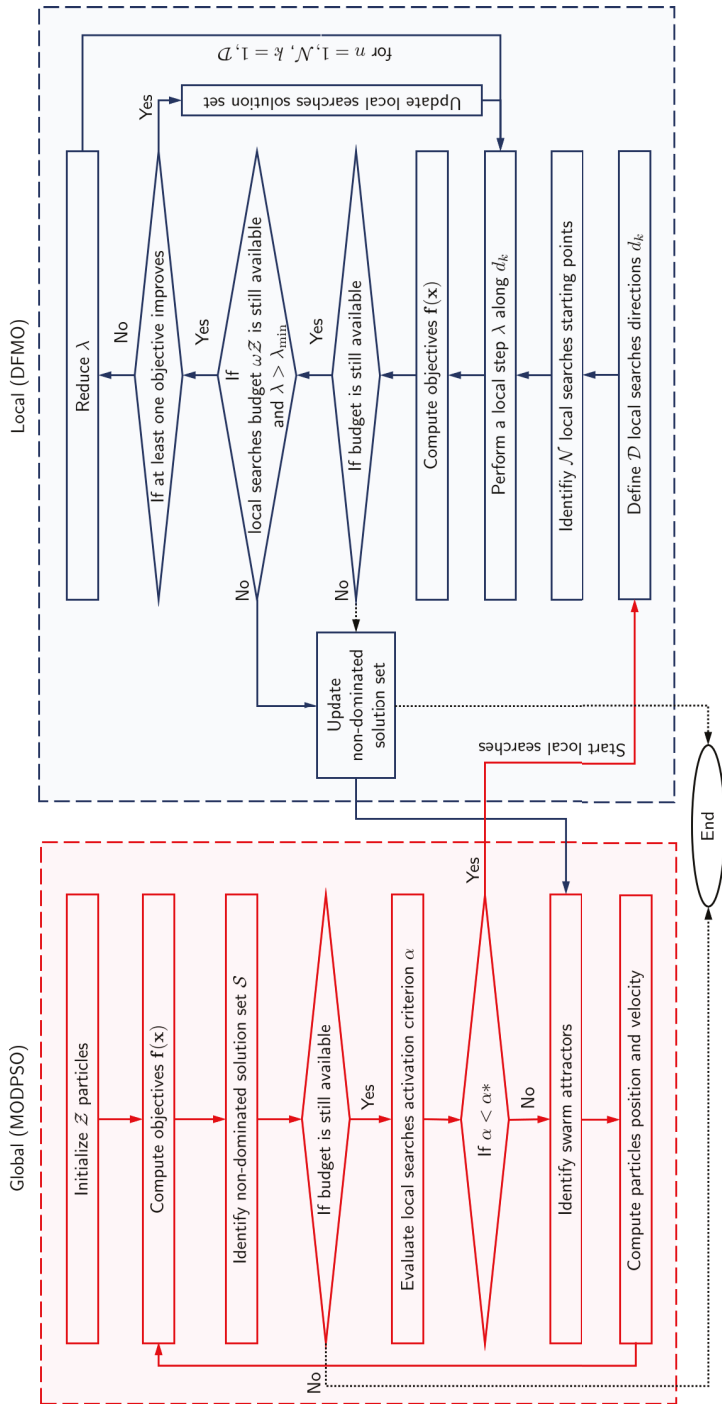 Global (MODPSO)
Initialize 𝒵 particles
Compute objectives f(x)
Identify non-dominated solution set 𝒮
If budget is still available
No
Yes
Evaluate local searches activation criterion α
If α < α*
Yes
No
Identify swarm attractors
Compute particles position and velocity
Start local searches
End
Local (DFMO)
Reduce λ
for n = 1, 𝒩, k = 1, 𝒟
No
If at least one objective improves
Yes
Update local searches solution set
Yes
If
local searches budget ω𝒵 is still available
and λ > λmin
No
Yes
If budget is still available
No
Update
non-dominated
solution set
Compute objectives f(x)
Perform a local step λ along dk
Identifiy 𝒩 local searches starting points
Define 𝒟 local searches directions dk